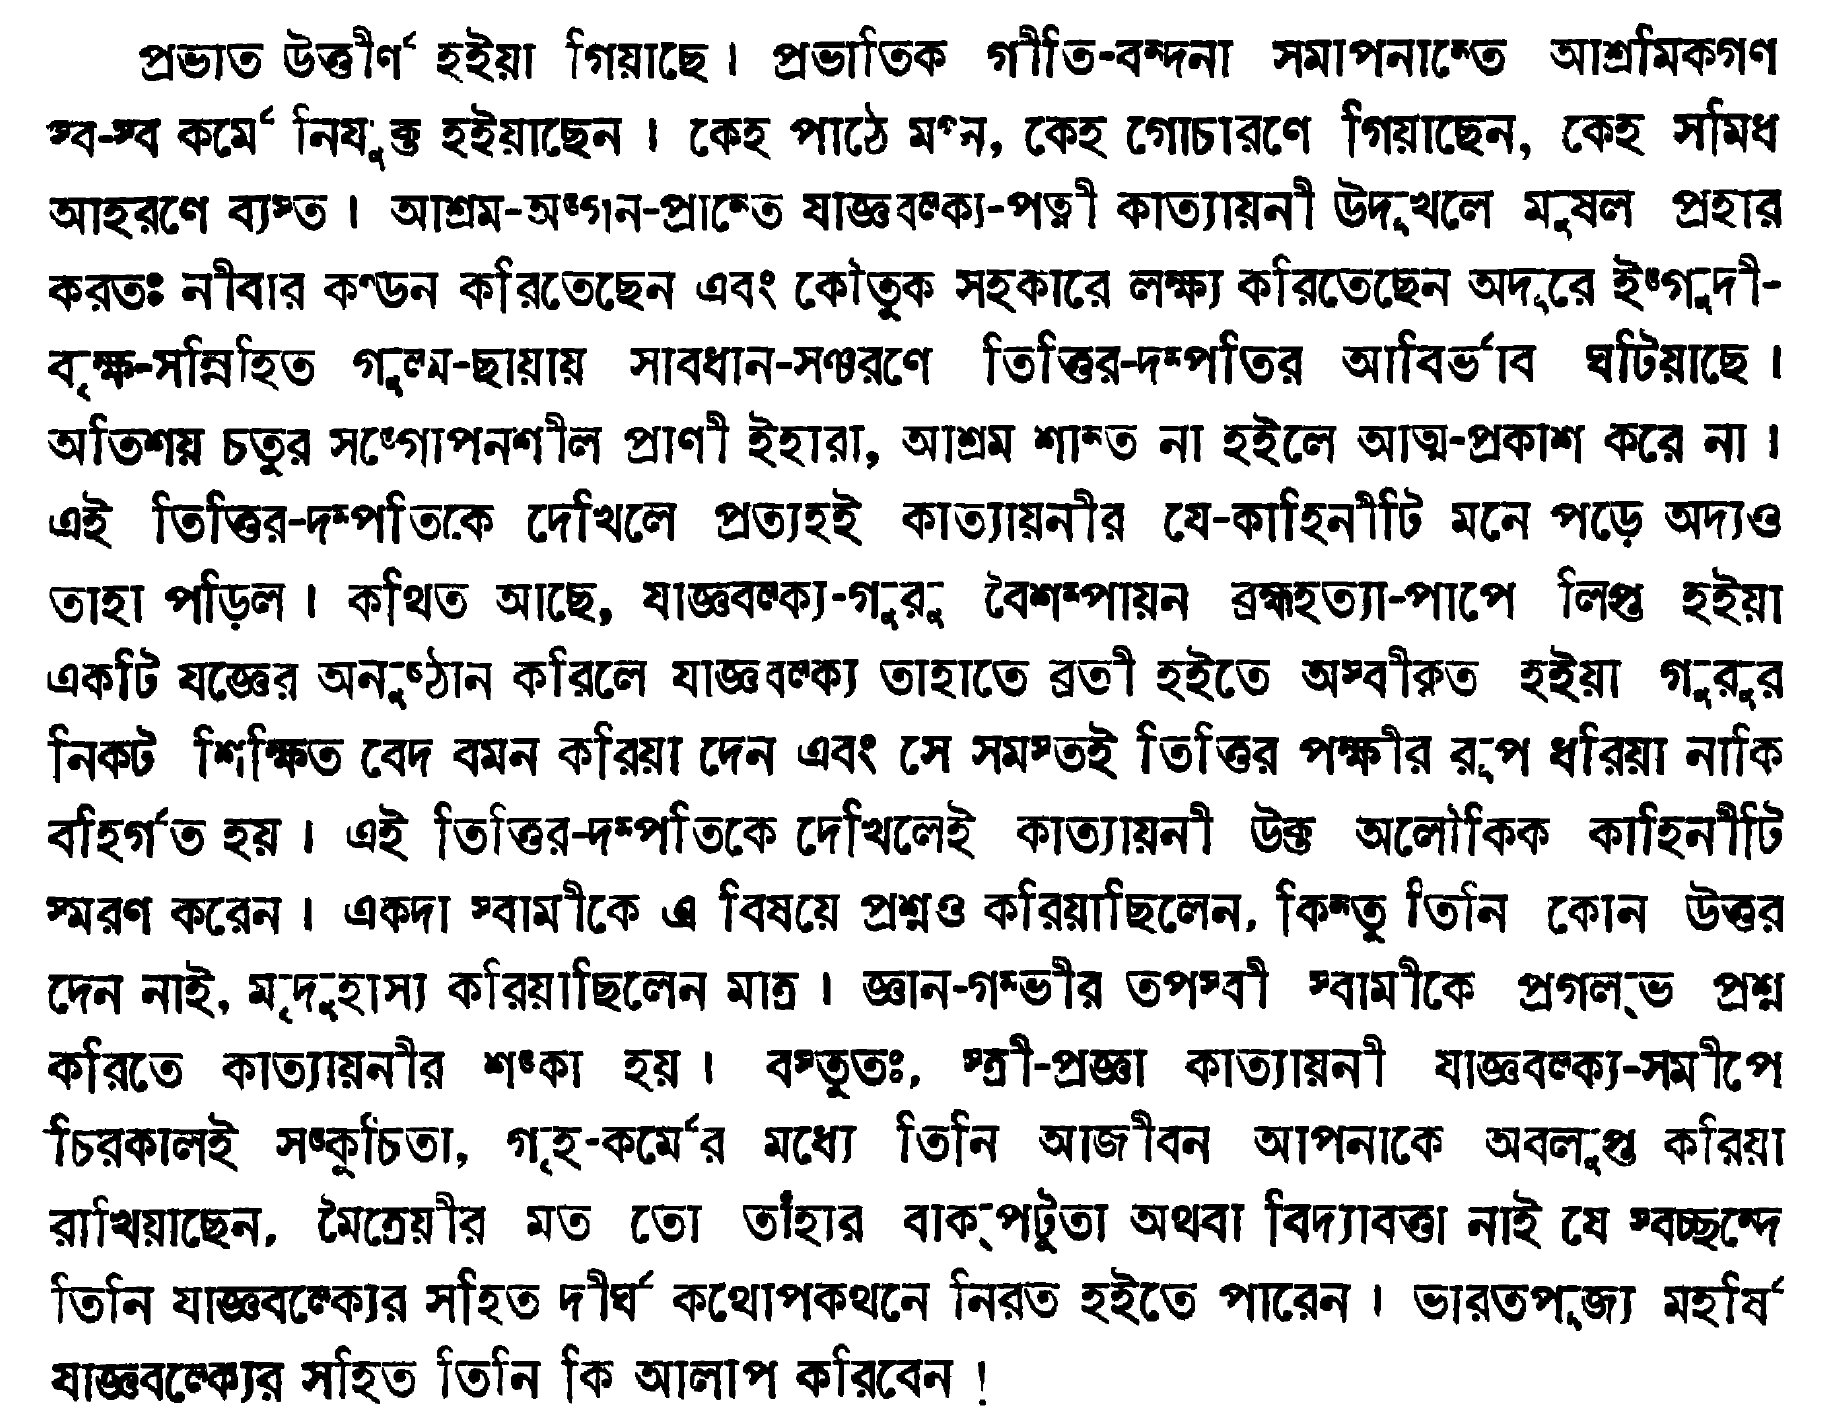 প্রভাত উত্তীর্ণ হইয়া গিয়াছে। প্রভাতিক গীতি-বন্দনা সমাপনান্তে আশ্রমিকগণ
স্ব-স্ব কর্মে নিযুক্ত হইয়াছেন। কেহ পাঠে মগ্ন, কেহ গোচারণে গিয়াছেন, কেহ সমিধ
আহরণে ব্যস্ত। আশ্রম-অঙ্গন-প্রান্তে যাজ্ঞবল্ক্য-পত্নী কাত্যায়নী উদুখলে মুষল প্রহার
করতঃ নীবার কণ্ডন করিতেছেন এবং কৌতুক সহকারে লক্ষ্য করিতেছেন অদূরে ইঙ্গুদী-
বৃক্ষ-সন্নিহিত গুল্ম-ছায়ায় সাবধান-সঞ্চরণে তিত্তির-দম্পতির আবির্ভাব ঘটিয়াছে।
অতিশয় চতুর সঙ্গোপনশীল প্রাণী ইহারা, আশ্রম শান্ত না হইলে আত্ম-প্রকাশ করে না।
এই তিত্তির-দম্পতিকে দেখিলে প্রত্যহই কাত্যায়নীর যে-কাহিনীটি মনে পড়ে অদ্যও
তাহা পড়িল। কথিত আছে, যাজ্ঞবল্ক্য-গুরু বৈশম্পায়ন ব্রহ্মহত্যা-পাপে লিপ্ত হইয়া
একটি যজ্ঞের অনুষ্ঠান করিলে যাজ্ঞবল্ক্য তাহাতে ব্রতী হইতে অস্বীকৃত হইয়া গুরুর
নিকট শিক্ষিত বেদ বমন করিয়া দেন এবং সে সমস্তই তিত্তির পক্ষীর রূপ ধরিয়া নাকি
বহির্গত হয়। এই তিত্তির-দম্পতিকে দেখিলেই কাত্যায়নী উক্ত অলৌকিক কাহিনীটি
স্মরণ করেন। একদা স্বামীকে এ বিষয়ে প্রশ্নও করিয়াছিলেন, কিন্তু তিনি কোন উত্তর
দেন নাই, মৃদুহাস্য করিয়াছিলেন মাত্র। জ্ঞান-গম্ভীর তপস্বী স্বামীকে প্রগল্‌ভ প্রশ্ন
করিতে কাত্যায়নীর শঙ্কা হয়। বস্তুতঃ, স্ত্রী-প্রজ্ঞা কাত্যায়নী যাজ্ঞবল্ক্য-সমীপে
চিরকালই সঙ্কুচিতা, গৃহ-কর্মের মধ্যে তিনি আজীবন আপনাকে অবলুপ্ত করিয়া
রাখিয়াছেন, মৈত্রেয়ীর মত তো তাঁহার বাক্‌পটুতা অথবা বিদ্যাবত্তা নাই যে স্বচ্ছন্দে
তিনি যাজ্ঞবল্ক্যের সহিত দীর্ঘ কথোপকথনে নিরত হইতে পারেন। ভারতপূজ্য মহর্ষি
যাজ্ঞবল্ক্যের সহিত তিনি কি আলাপ করিবেন!